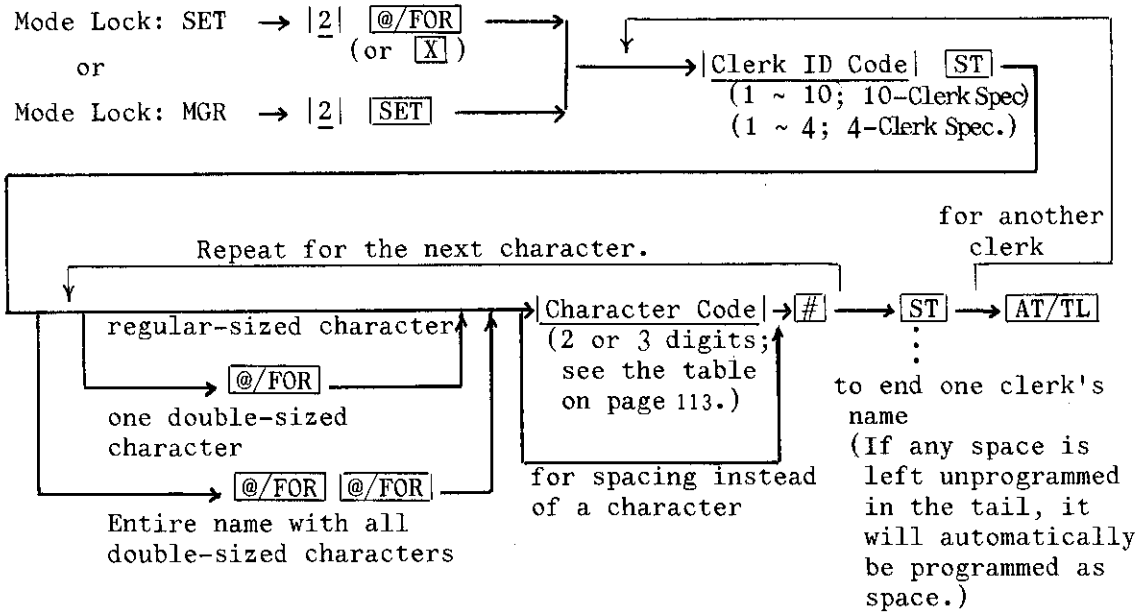 Mode Lock: SET → |2| @/FOR
(or X)
or
Mode Lock: MGR → |2| SET
|Clerk ID Code| ST
(1 ~ 10; 10-Clerk Spec)
(1 ~ 4; 4-Clerk Spec.)
for another
clerk
Repeat for the next character.
regular-sized character
|Character Code| → # → ST → AT/TL
(2 or 3 digits;
see the table
on page 113.)
@/FOR
one double-sized
character
@/FOR @/FOR
Entire name with all
double-sized characters
for spacing instead
of a character
to end one clerk's
name
(If any space is
left unprogrammed
in the tail, it
will automatically
be programmed as
space.)